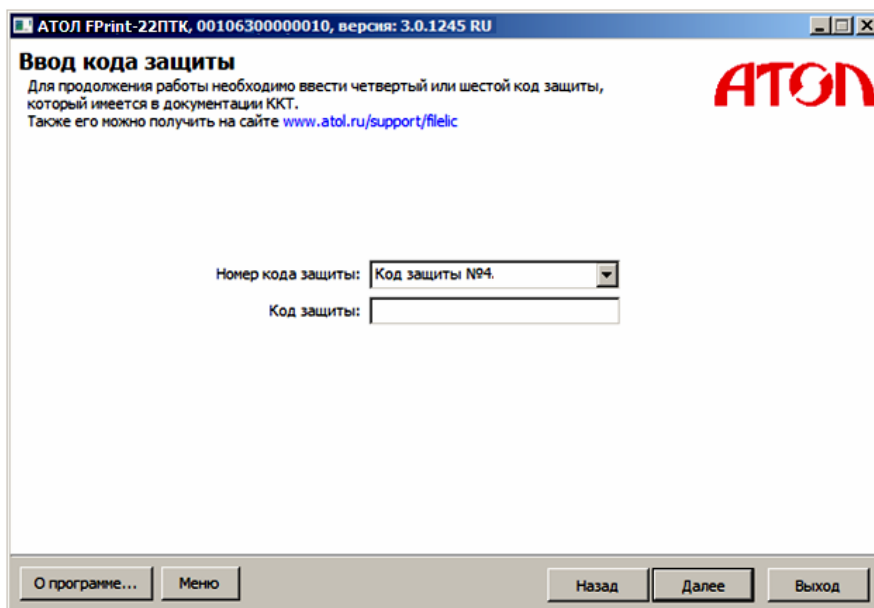 АТОЛ FPrint-22ПТК, 00106300000010, версия: 3.0.1245 RU
Ввод кода защиты
Для продолжения работы необходимо ввести четвертый или шестой код защиты,
который имеется в документации ККТ.
Также его можно получить на сайте www.atol.ru/support/filelic
АТОЛ
Номер кода защиты: Код защиты №4.
Код защиты:
О программе... Меню Назад Далее Выход